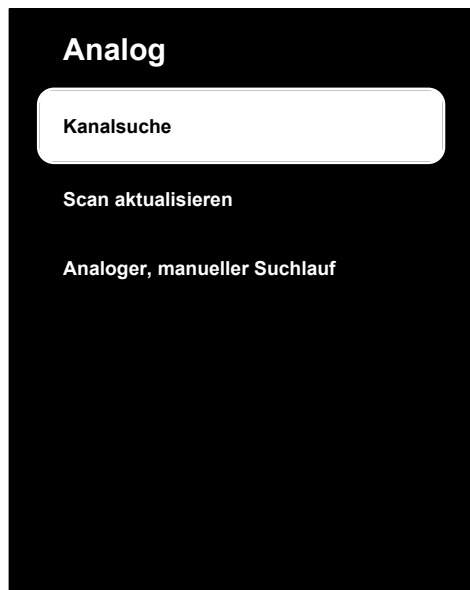 Analog
Kanalsuche
Scan aktualisieren
Analoger, manueller Suchlauf